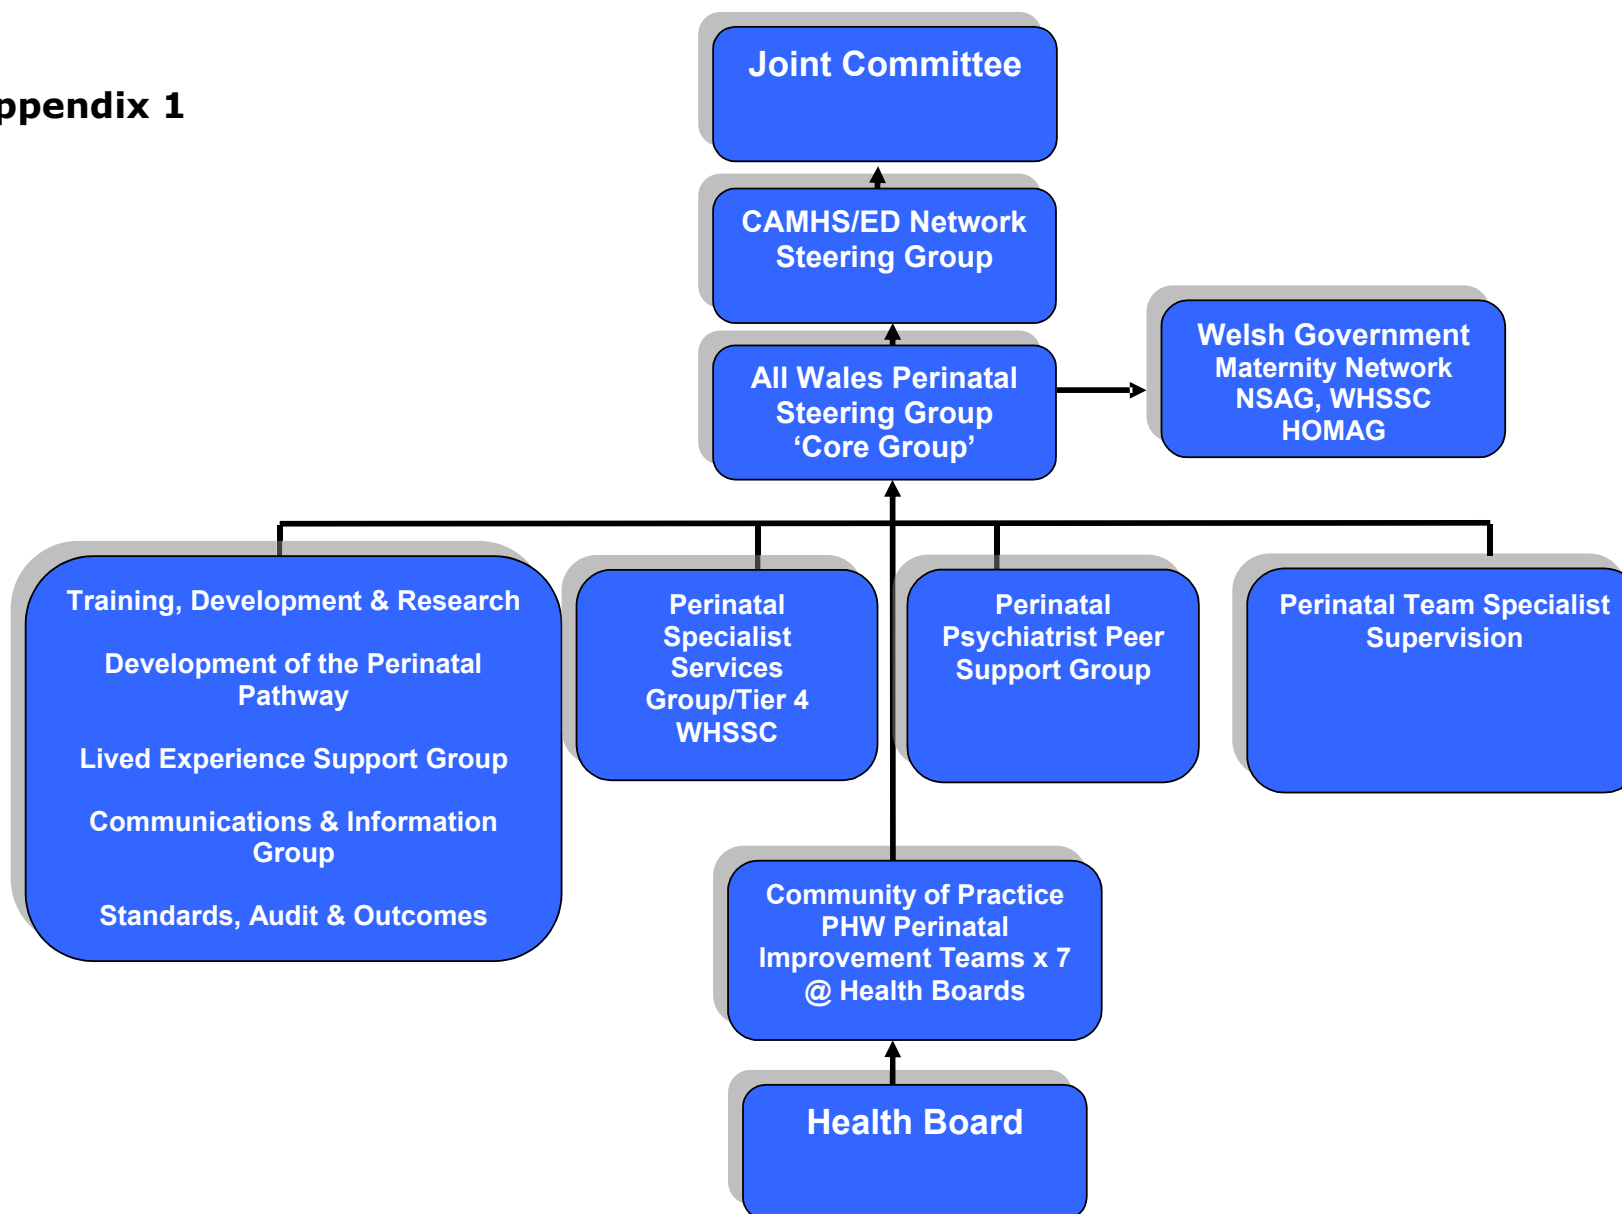 ppendix 1
Joint Committee
CAMHS/ED Network
Steering Group
All Wales Perinatal
Steering Group
‘Core Group’
Welsh Government
Maternity Network
NSAG, WHSSC
HOMAG
Training, Development & Research
Development of the Perinatal
Pathway
Lived Experience Support Group
Communications & Information
Group
Standards, Audit & Outcomes
Perinatal
Specialist
Services
Group/Tier 4
WHSSC
Perinatal
Psychiatrist Peer
Support Group
Perinatal Team Specialist
Supervision
Community of Practice
PHW Perinatal
Improvement Teams x 7
@ Health Boards
Health Board